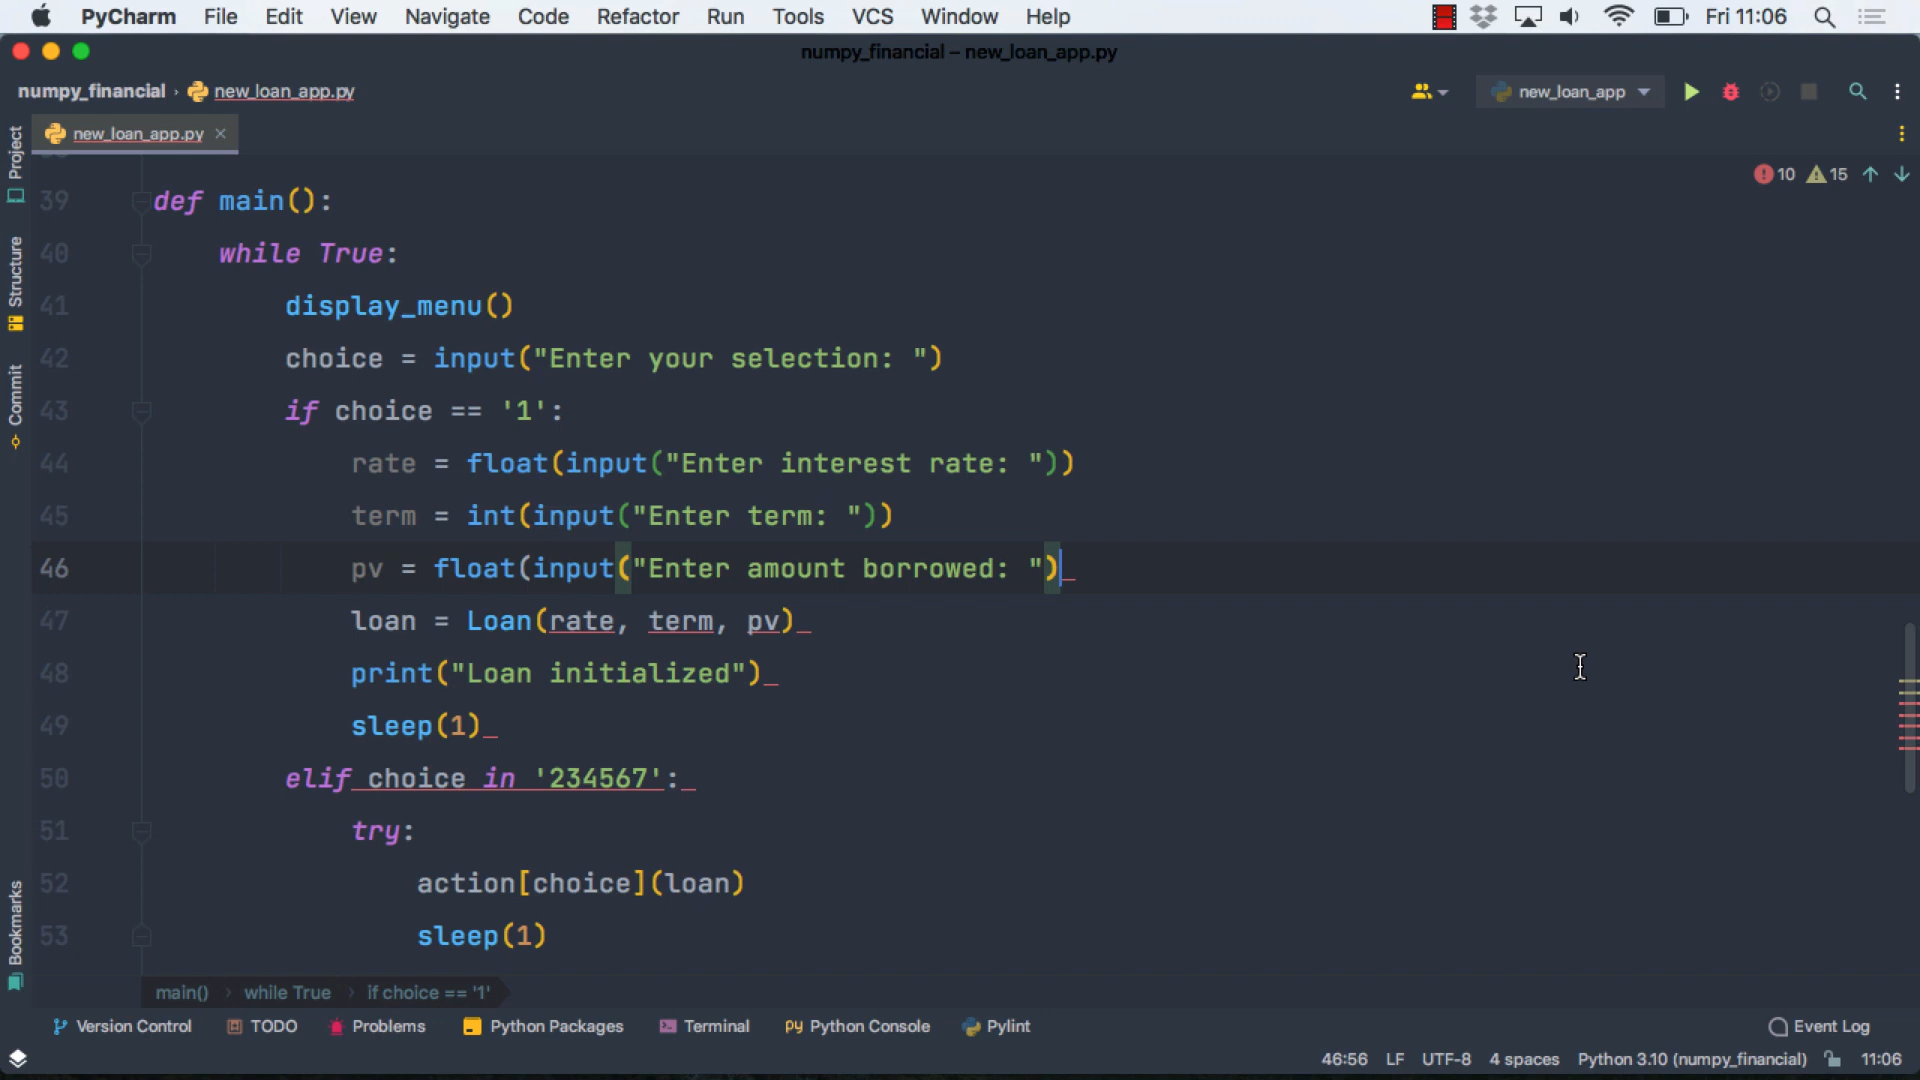 PyCharm File Edit View Navigate Code Refactor Run Tools VCS Window Help Fri 11:06
numpy_financial – new_loan_app.py
numpy_financial › new_loan_app.py new_loan_app
new_loan_app.py
10 15
Project
Structure
Commit
Bookmarks
39 def main():
40 while True:
41 display_menu()
42 choice = input("Enter your selection: ")
43 if choice == '1':
44 rate = float(input("Enter interest rate: "))
45 term = int(input("Enter term: "))
46 pv = float(input("Enter amount borrowed: ")
47 loan = Loan(rate, term, pv)
48 print("Loan initialized")
49 sleep(1)
50 elif choice in '234567':
51 try:
52 action[choice](loan)
53 sleep(1)
main() › while True › if choice == '1'
Version Control TODO Problems Python Packages Terminal Python Console Pylint Event Log
46:56 LF UTF-8 4 spaces Python 3.10 (numpy_financial) 11:06